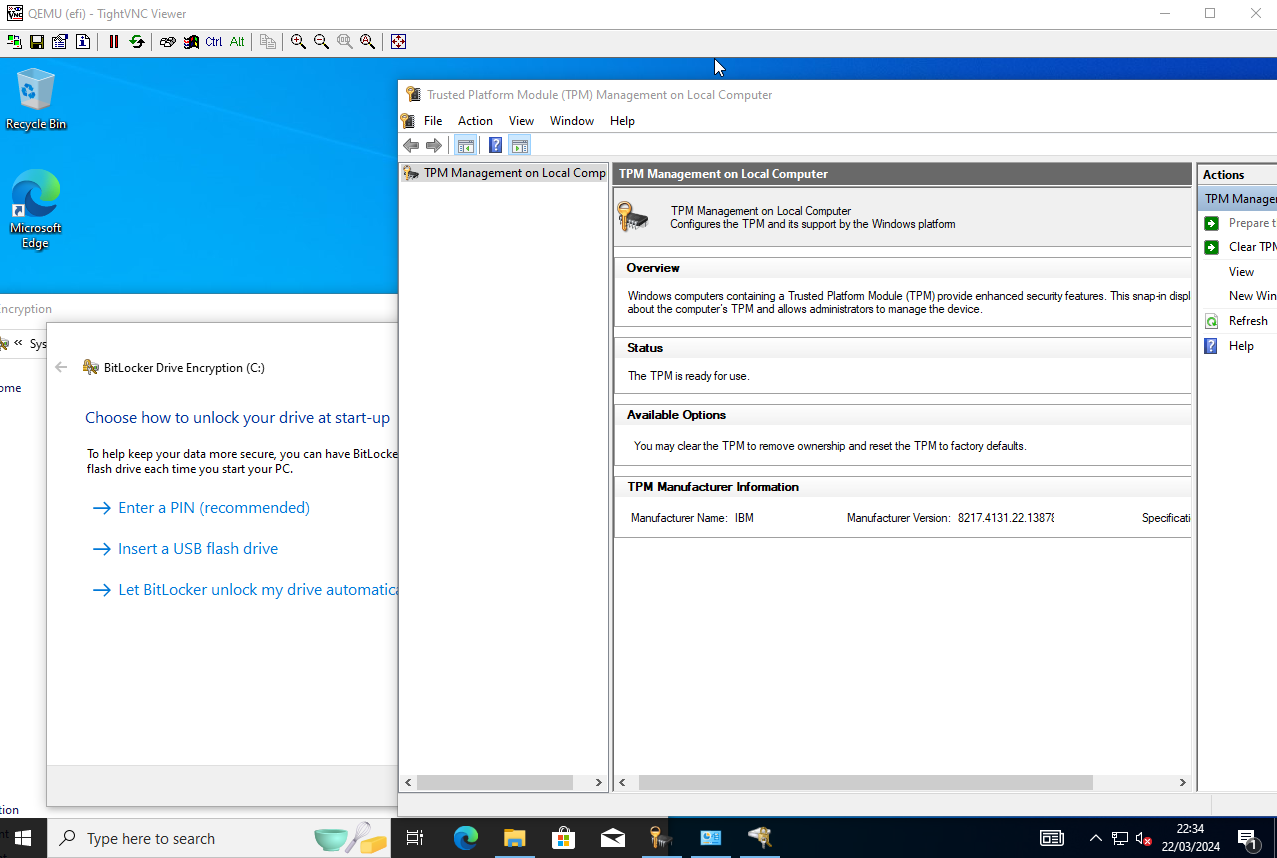 QEMU (efi) - TightVNC Viewer
Ctrl Alt
Recycle Bin
Microsoft
Edge
Trusted Platform Module (TPM) Management on Local Computer
File Action View Window Help
TPM Management on Local Comp
TPM Management on Local Computer
TPM Management on Local Computer
Configures the TPM and its support by the Windows platform
Overview
Windows computers containing a Trusted Platform Module (TPM) provide enhanced security features. This snap-in displ
about the computer's TPM and allows administrators to manage the device.
Status
The TPM is ready for use.
Available Options
You may clear the TPM to remove ownership and reset the TPM to factory defaults.
TPM Manufacturer Information
Manufacturer Name: IBM Manufacturer Version: 8217.4131.22.13878 Specificati
Actions
TPM Manager
Prepare t
Clear TPM
View
New Win
Refresh
Help
ncryption
« Sys
ome
BitLocker Drive Encryption (C:)
Choose how to unlock your drive at start-up
To help keep your data more secure, you can have BitLocke
flash drive each time you start your PC.
Enter a PIN (recommended)
Insert a USB flash drive
Let BitLocker unlock my drive automatica
tion
Type here to search
22:34
22/03/2024
1